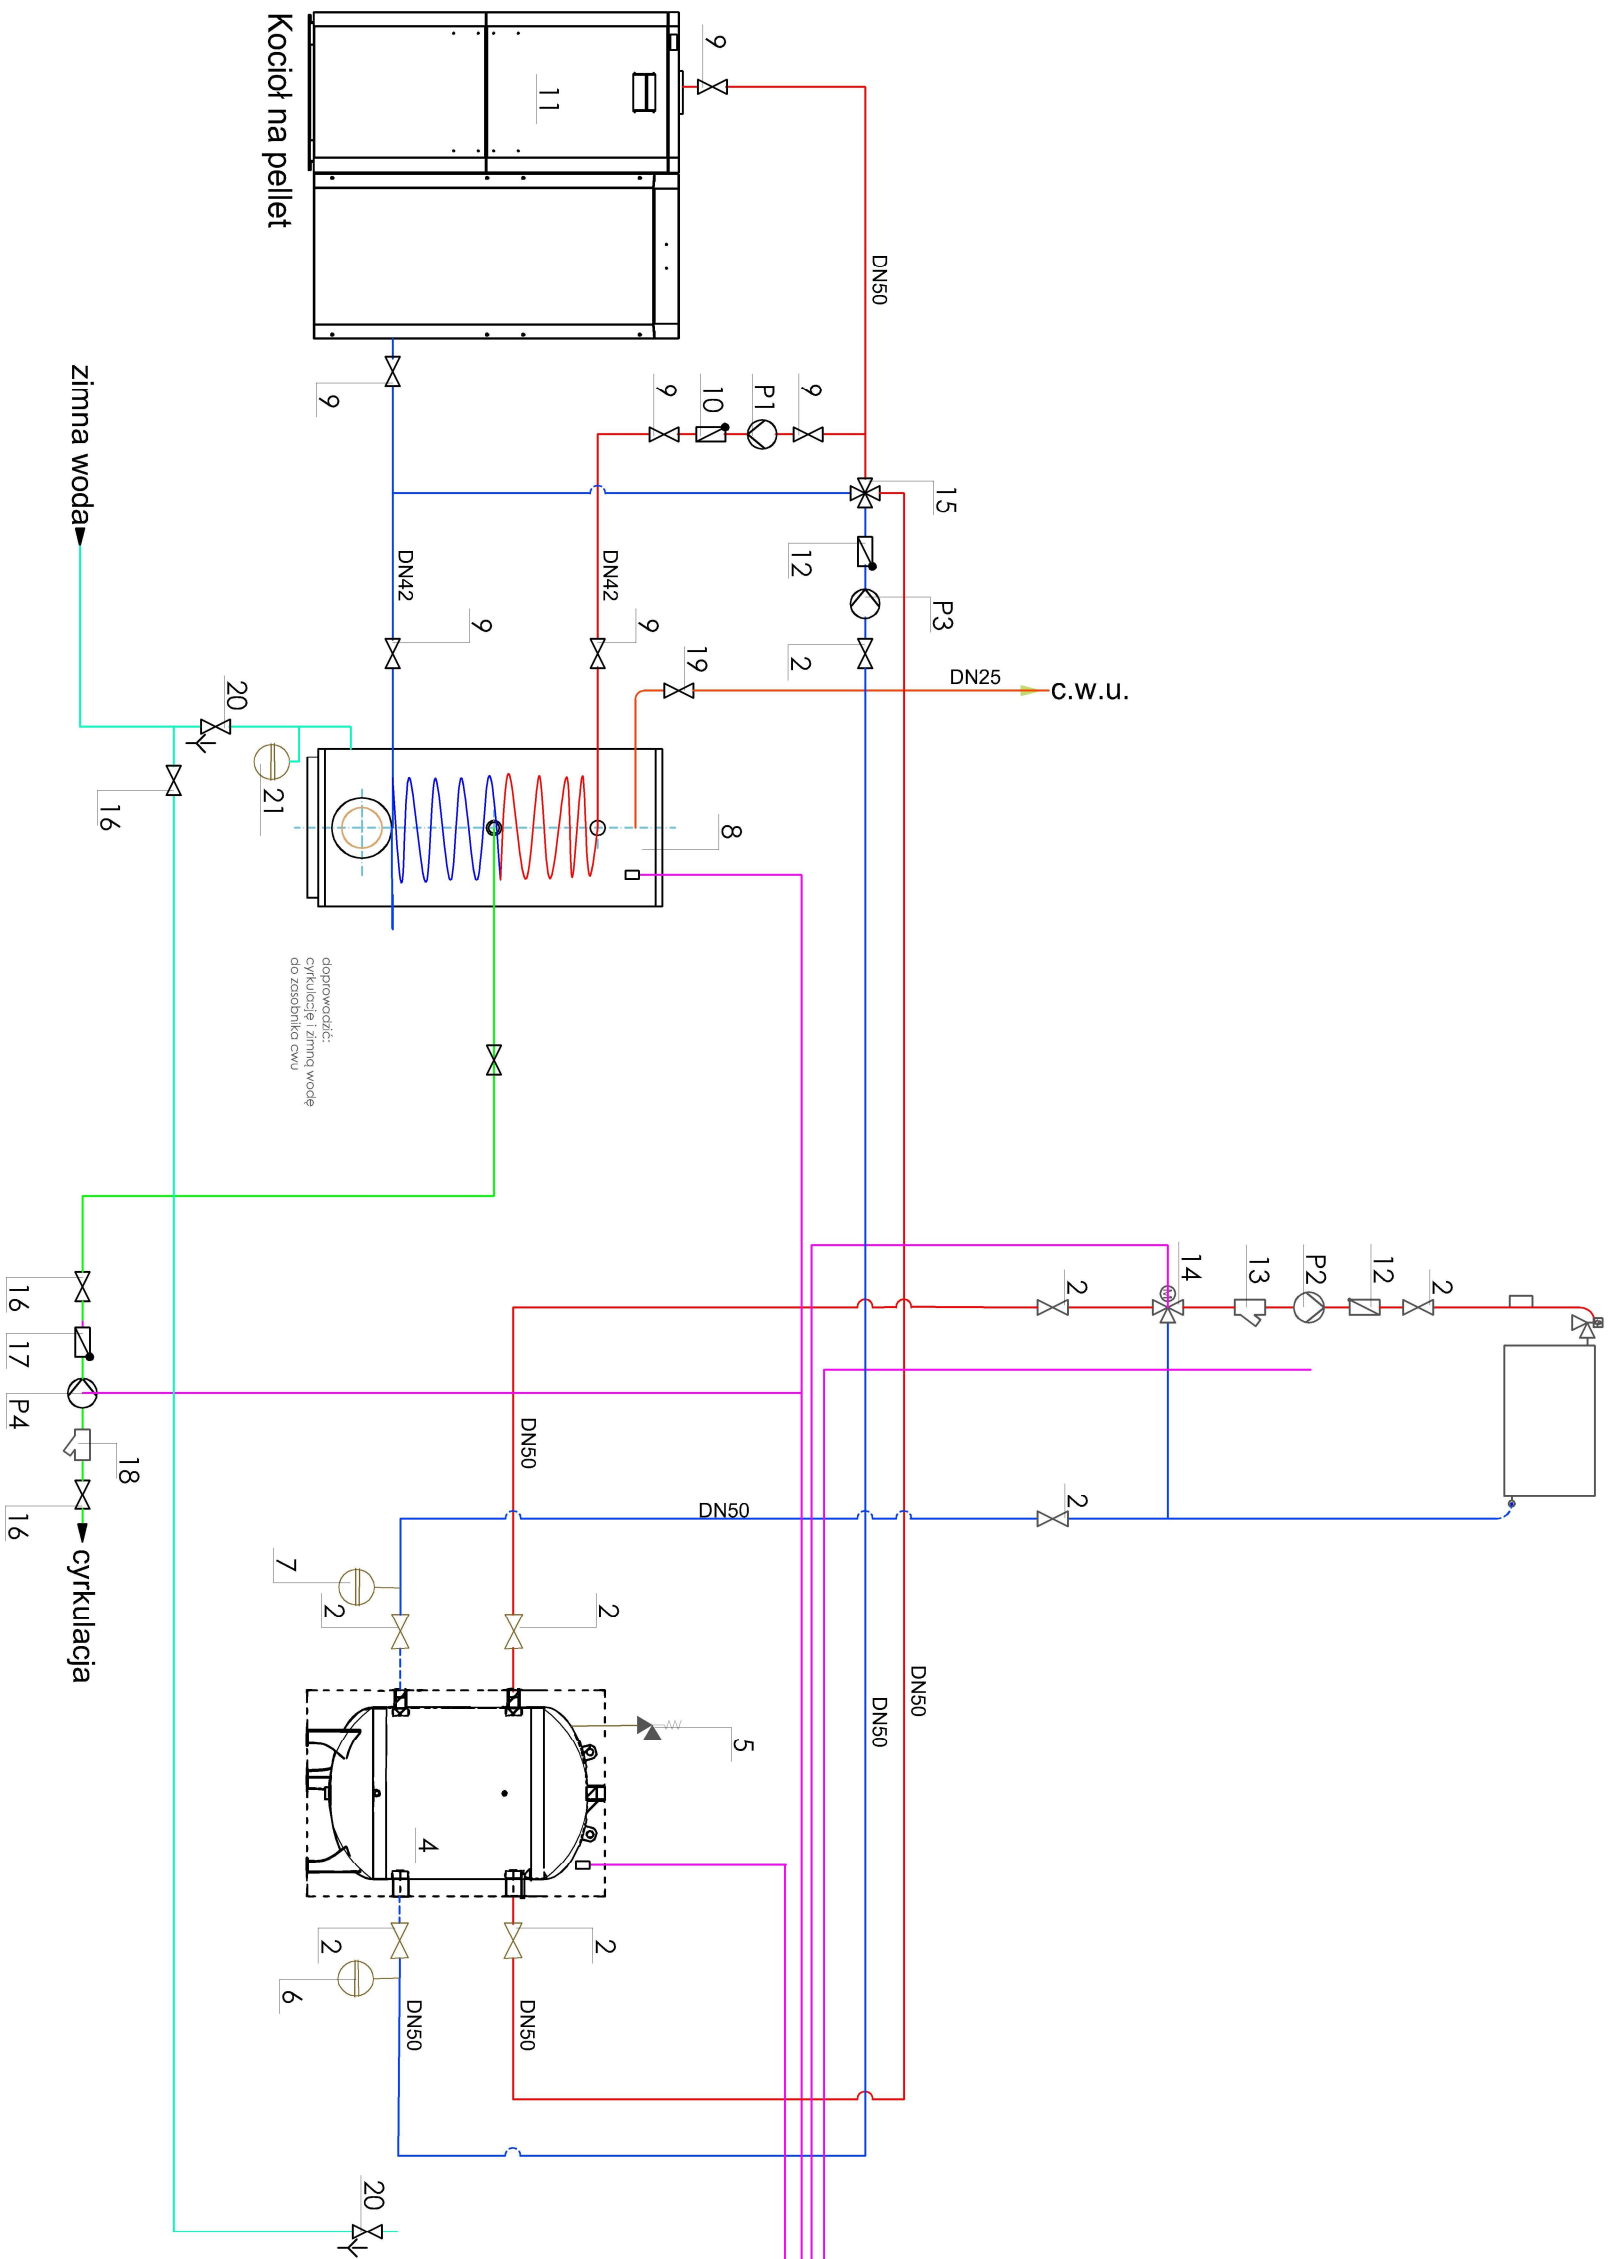 Kocioł na pellet
11
9
DN50
9
9
10
P1
9
15
12
P3
2
DN42
DN42
9
9
19
DN25
c.w.u.
zimna woda
20
21
16
8
doprowadzić:
cyrkulację i zimną wodę
do zasobnika cwu
16
17
P4
18
16
cyrkulacja
2
14
13
P2
12
2
2
DN50
DN50
7
2
2
5
4
DN50
DN50
2
2
6
DN50
DN50
20